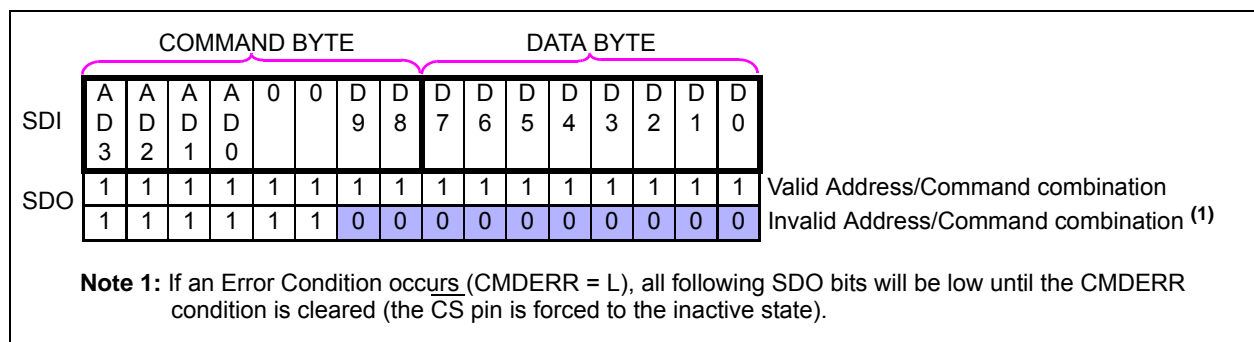 COMMAND BYTE DATA BYTE
SDI A D 3 A D 2 A D 1 A D 0 0 0 D 9 D 8 D 7 D 6 D 5 D 4 D 3 D 2 D 1 D 0
SDO 1 1 1 1 1 1 1 1 1 1 1 1 1 1 1 1 Valid Address/Command combination
1 1 1 1 1 1 0 0 0 0 0 0 0 0 0 0 Invalid Address/Command combination (1)
Note 1: If an Error Condition occurs (CMDERR = L), all following SDO bits will be low until the CMDERR
condition is cleared (the CS pin is forced to the inactive state).